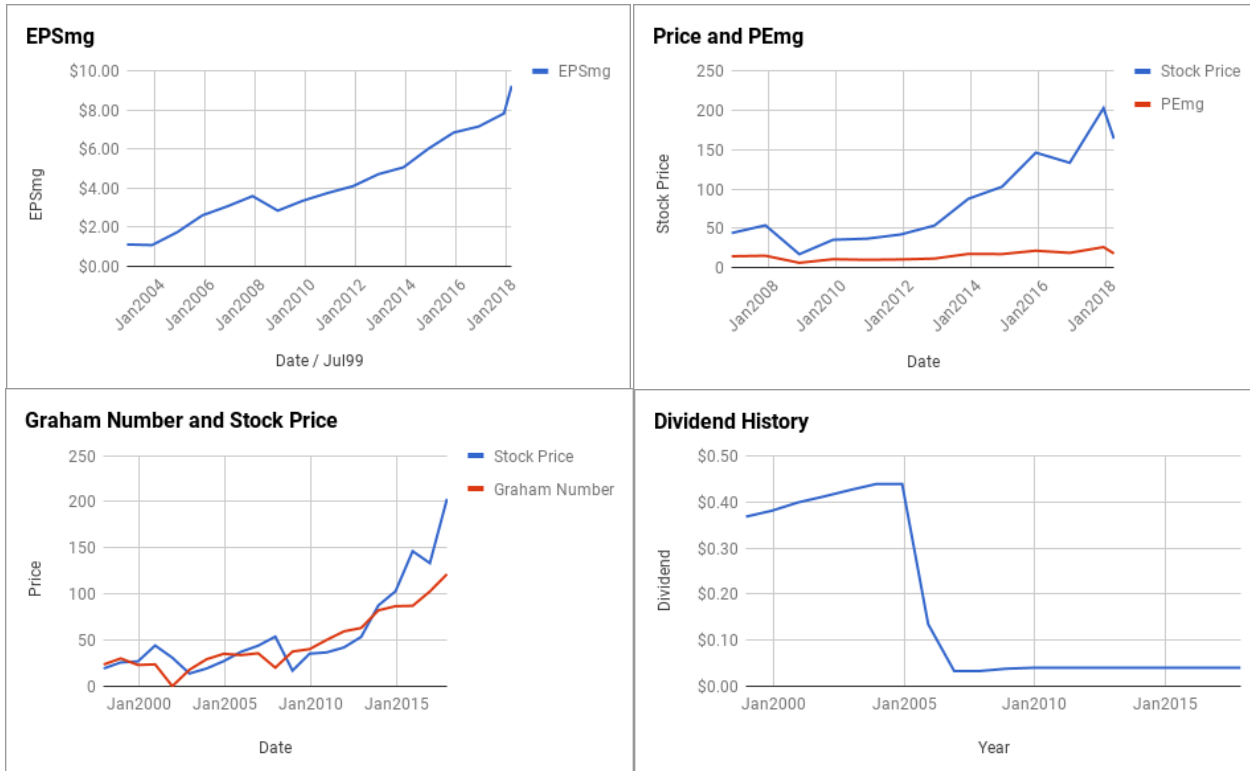 EPSmg
EPSmg
$10.00
$8.00
$6.00
$4.00
$2.00
$0.00
EPSmg
Jan2004
Jan2006
Jan2008
Jan2010
Jan2012
Jan2014
Jan2016
Jan2018
Date / Jul99
Price and PEmg
Stock Price
PEmg
250
200
150
100
50
0
Stock Price
Jan2008
Jan2010
Jan2012
Jan2014
Jan2016
Jan2018
Date
Graham Number and Stock Price
Stock Price
Graham Number
250
200
150
100
50
0
Price
Jan2000
Jan2005
Jan2010
Jan2015
Date
Dividend History
$0.50
$0.40
$0.30
$0.20
$0.10
$0.00
Dividend
Jan2000
Jan2005
Jan2010
Jan2015
Year